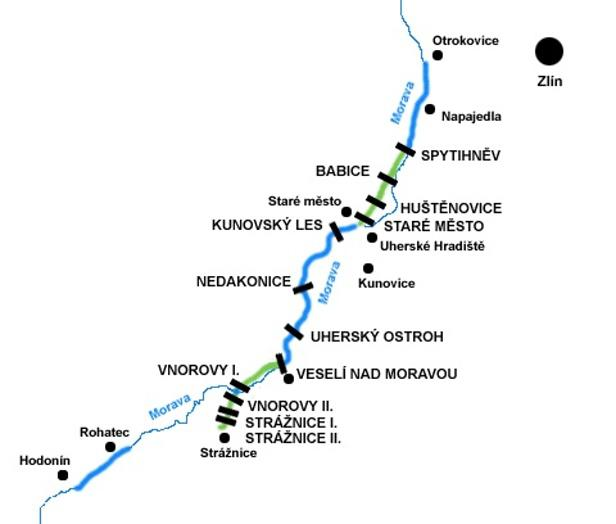 Otrokovice
Zlín
Morava
Napajedla
SPYTIHNĚV
BABICE
Staré město
HUŠTĚNOVICE
KUNOVSKÝ LES
STARÉ MĚSTO
Uherské Hradiště
Morava
NEDAKONICE
Kunovice
UHERSKÝ OSTROH
VNOROVY I.
VESELÍ NAD MORAVOU
Morava
VNOROVY II.
STRÁŽNICE I.
Rohatec
STRÁŽNICE II.
Strážnice
Hodonín